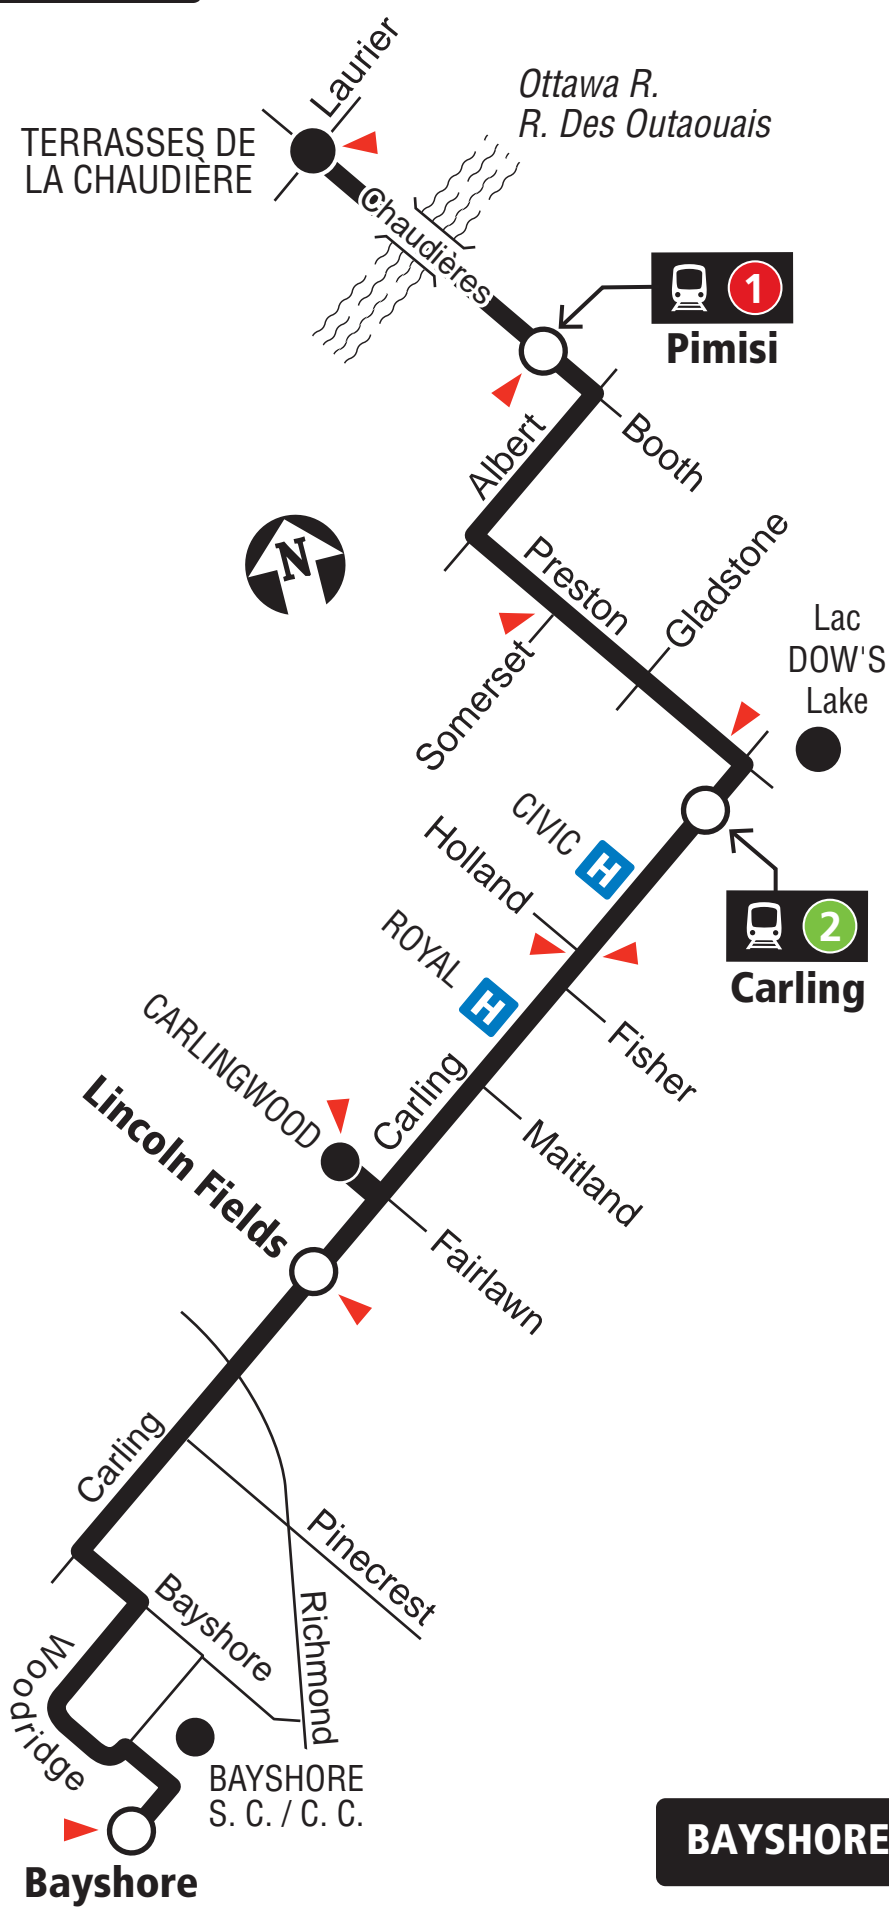 Laurier
Ottawa R.
R. Des Outaouais
TERRASSES DE
LA CHAUDIÈRE
Chaudières
1
Pimisi
Booth
Albert
N
Preston
Gladstone
Somerset
Lac
DOW'S
Lake
CIVIC
H
Holland
2
Carling
ROYAL
H
Fisher
CARLINGWOOD
Carling
Maitland
Lincoln Fields
Fairlawn
Carling
Pinecrest
Richmond
Bayshore
Woodridge
BAYSHORE
S. C. / C. C.
Bayshore
BAYSHORE